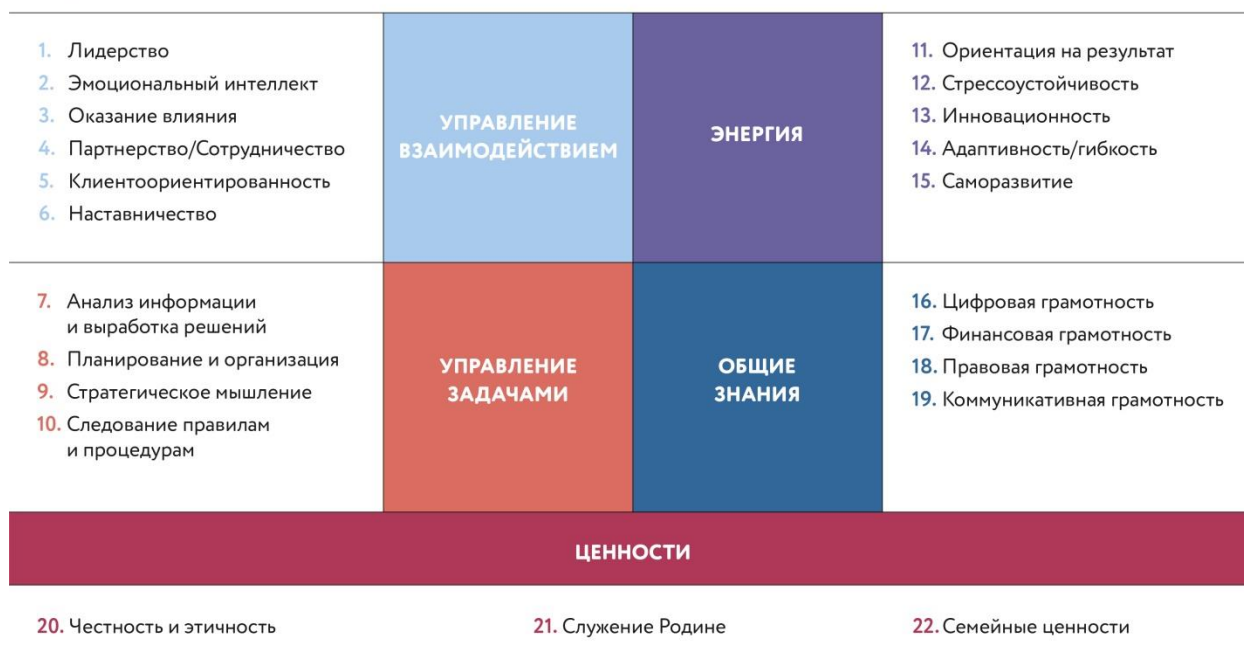 1. Лидерство
2. Эмоциональный интеллект
3. Оказание влияния
4. Партнерство/Сотрудничество
5. Клиентоориентированность
6. Наставничество
УПРАВЛЕНИЕ
ВЗАИМОДЕЙСТВИЕМ
ЭНЕРГИЯ
11. Ориентация на результат
12. Стрессоустойчивость
13. Инновационность
14. Адаптивность/гибкость
15. Саморазвитие
7. Анализ информации
и выработка решений
8. Планирование и организация
9. Стратегическое мышление
10. Следование правилам
и процедурам
УПРАВЛЕНИЕ
ЗАДАЧАМИ
ОБЩИЕ
ЗНАНИЯ
16. Цифровая грамотность
17. Финансовая грамотность
18. Правовая грамотность
19. Коммуникативная грамотность
ЦЕННОСТИ
20. Честность и этичность
21. Служение Родине
22. Семейные ценности